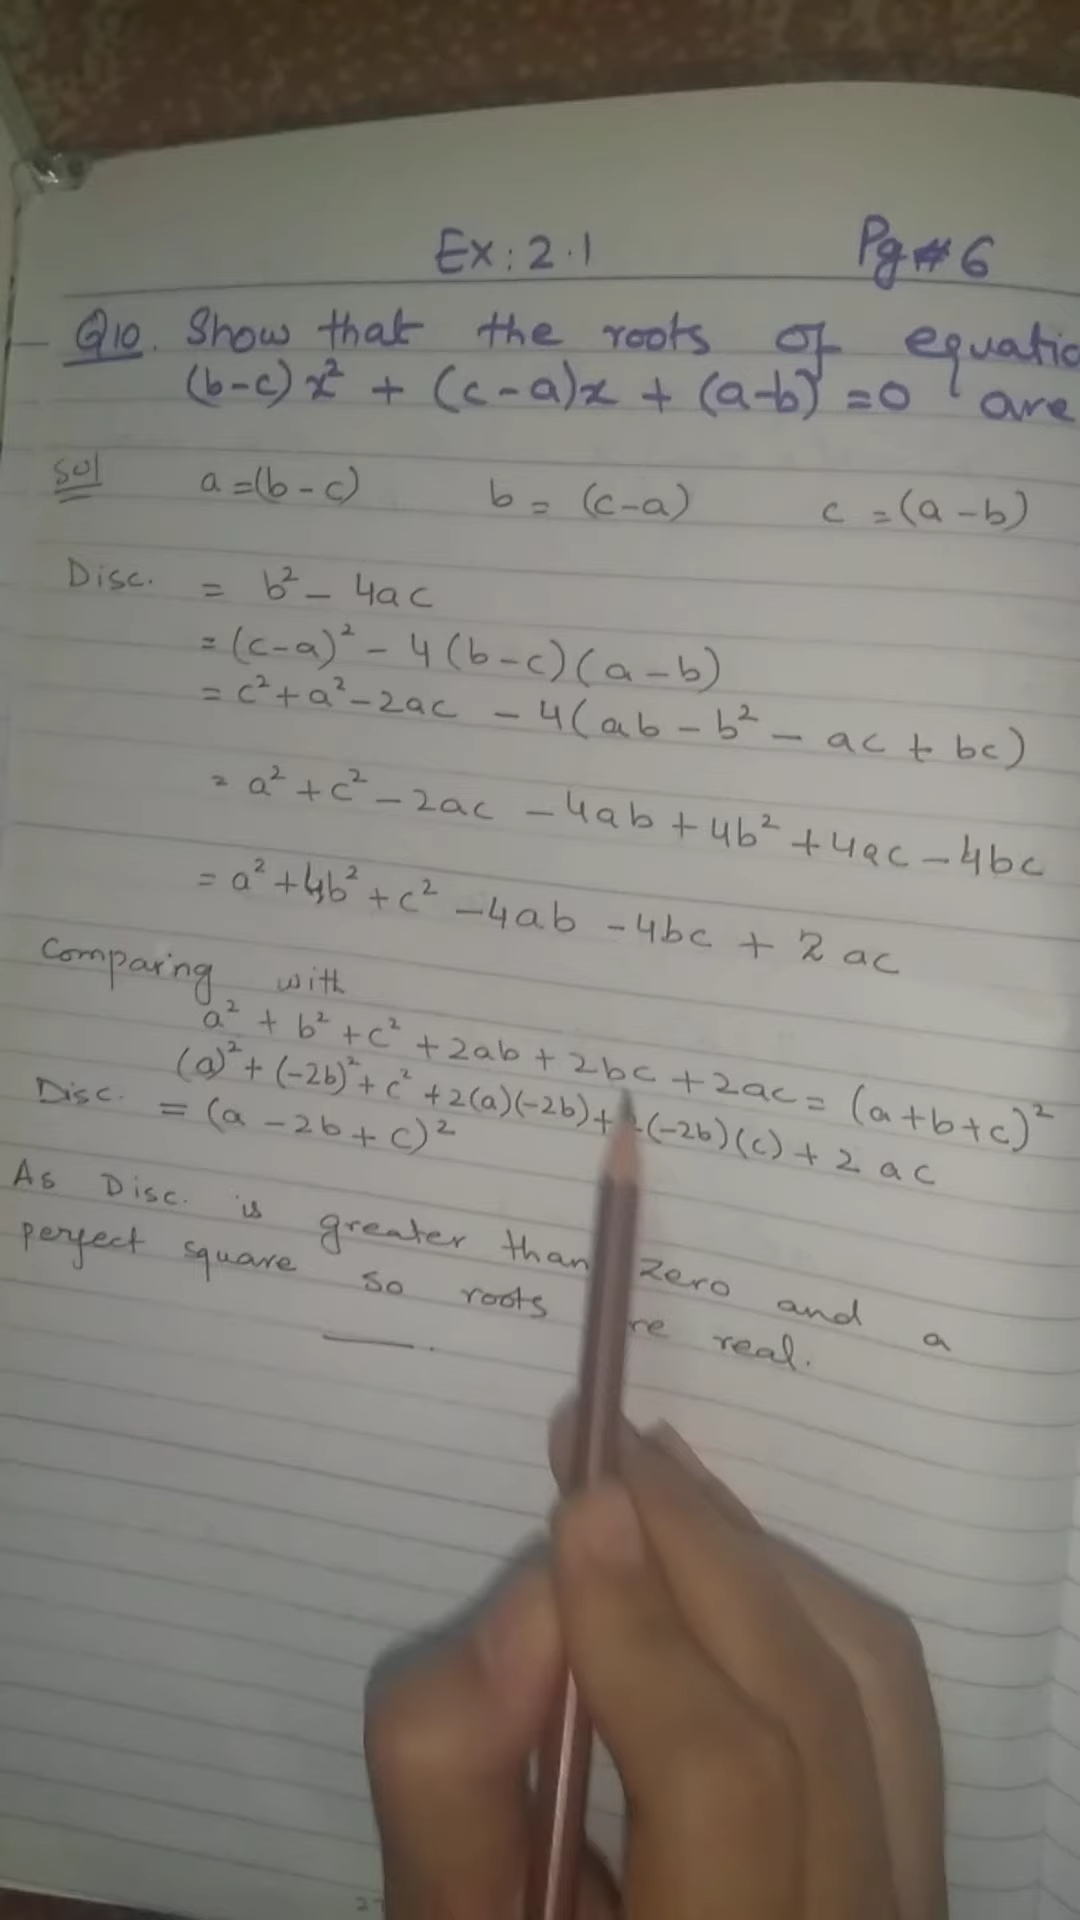 Ex: 2.1 Pg # 6
Q10. Show that the roots of equatio
(b-c)x² + (c-a)x + (a-b) = 0 are
Sol a=(b-c) b = (c-a) c = (a-b)
Disc. = b² - 4ac
= (c-a)² - 4(b-c)(a-b)
= c²+a²-2ac - 4(ab - b² - ac + bc)
= a² + c² - 2ac - 4ab + 4b² + 4ac - 4bc
= a² + 4b² + c² - 4ab - 4bc + 2ac
Comparing with
a² + b² + c² + 2ab + 2bc + 2ac = (a+b+c)²
(a)² + (-2b)² + c² + 2(a)(-2b) + (-2b)(c) + 2ac
Disc. = (a - 2b + c)²
As Disc. is greater than zero and a
perfect square so roots re real.